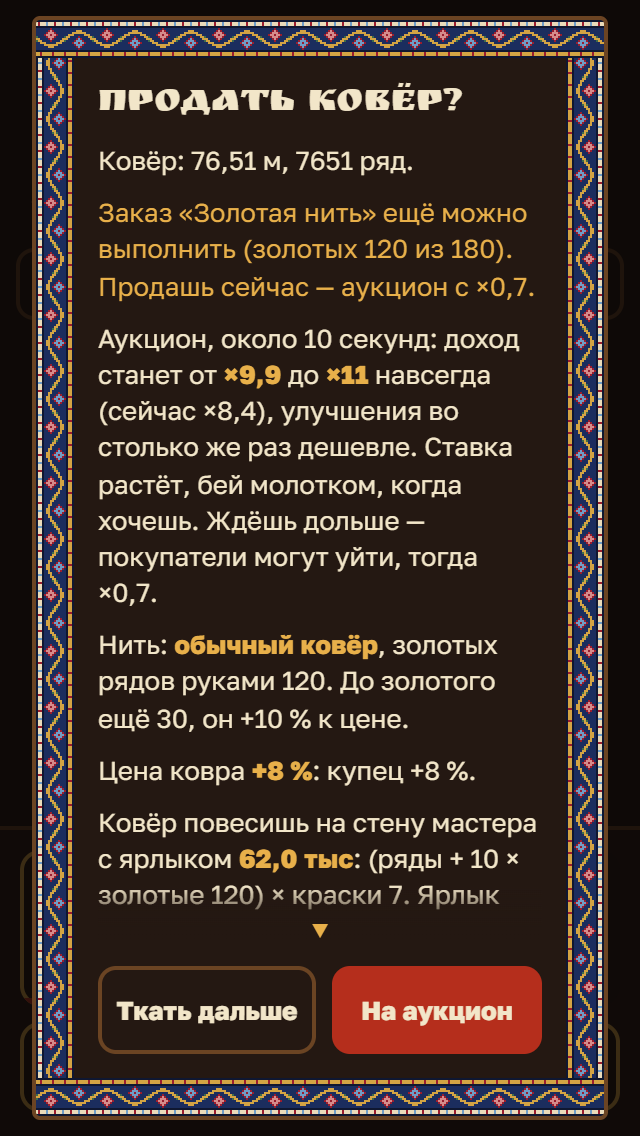 ПРОДАТЬ КОВЁР?
Ковёр: 76,51 м, 7651 ряд.
Заказ «Золотая нить» ещё можно
выполнить (золотых 120 из 180).
Продашь сейчас — аукцион с ×0,7.
Аукцион, около 10 секунд: доход
станет от ×9,9 до ×11 навсегда
(сейчас ×8,4), улучшения во
столько же раз дешевле. Ставка
растёт, бей молотком, когда
хочешь. Ждёшь дольше —
покупатели могут уйти, тогда
×0,7.
Нить: обычный ковёр, золотых
рядов руками 120. До золотого
ещё 30, он +10 % к цене.
Цена ковра +8 %: купец +8 %.
Ковёр повесишь на стену мастера
с ярлыком 62,0 тыс: (ряды + 10 ×
золотые 120) × краски 7. Ярлык
Ткать дальше
На аукцион